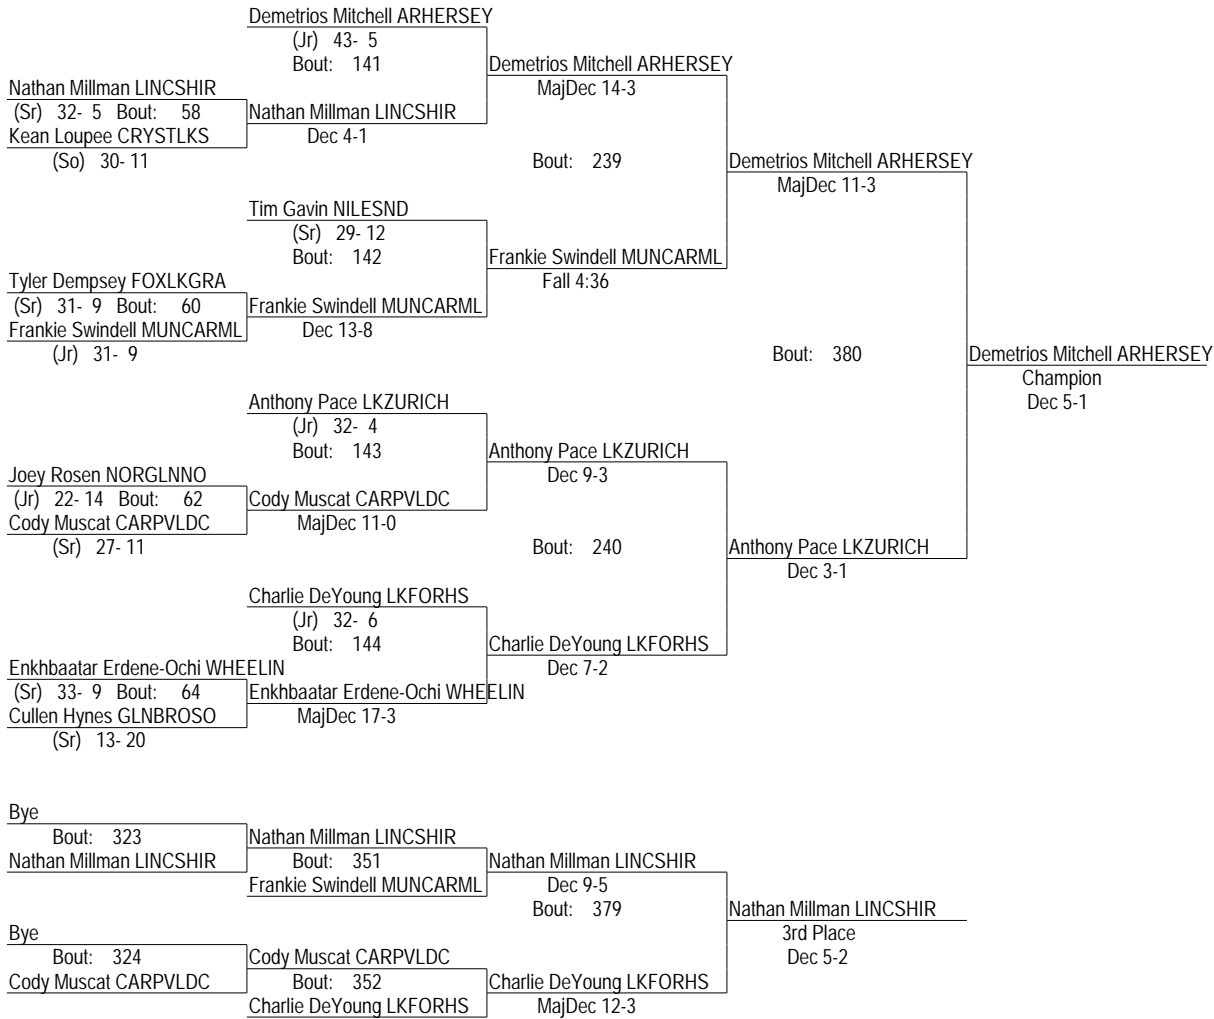 Demetrios Mitchell ARHERSEY
(Jr) 43- 5
Bout: 141
Demetrios Mitchell ARHERSEY
MajDec 14-3
Nathan Millman LINCSHIR
(Sr) 32- 5 Bout: 58
Nathan Millman LINCSHIR
Kean Loupee CRYSTLKS
Dec 4-1
(So) 30- 11
Bout: 239
Demetrios Mitchell ARHERSEY
MajDec 11-3
Tim Gavin NILESND
(Sr) 29- 12
Bout: 142
Frankie Swindell MUNCARML
Fall 4:36
Tyler Dempsey FOXLKGRA
(Sr) 31- 9 Bout: 60
Frankie Swindell MUNCARML
Frankie Swindell MUNCARML
Dec 13-8
(Jr) 31- 9
Bout: 380
Demetrios Mitchell ARHERSEY
Champion
Dec 5-1
Anthony Pace LKZURICH
(Jr) 32- 4
Bout: 143
Anthony Pace LKZURICH
Dec 9-3
Joey Rosen NORGLNNO
(Jr) 22- 14 Bout: 62
Cody Muscat CARPVLDC
Cody Muscat CARPVLDC
MajDec 11-0
(Sr) 27- 11
Bout: 240
Anthony Pace LKZURICH
Dec 3-1
Charlie DeYoung LKFORHS
(Jr) 32- 6
Bout: 144
Charlie DeYoung LKFORHS
Dec 7-2
Enkhbaatar Erdene-Ochi WHEELIN
(Sr) 33- 9 Bout: 64
Enkhbaatar Erdene-Ochi WHEELIN
Cullen Hynes GLNBROSO
MajDec 17-3
(Sr) 13- 20
Bye
Bout: 323
Nathan Millman LINCSHIR
Nathan Millman LINCSHIR
Bout: 351
Nathan Millman LINCSHIR
Frankie Swindell MUNCARML
Dec 9-5
Bout: 379
Nathan Millman LINCSHIR
3rd Place
Dec 5-2
Bye
Bout: 324
Cody Muscat CARPVLDC
Cody Muscat CARPVLDC
Bout: 352
Charlie DeYoung LKFORHS
Charlie DeYoung LKFORHS
MajDec 12-3